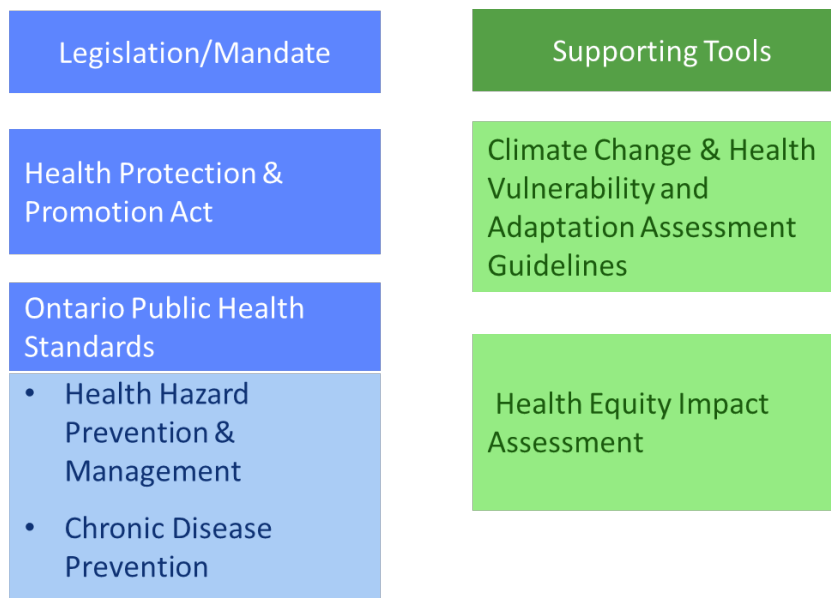 Legislation/Mandate
Health Protection &
Promotion Act
Ontario Public Health
Standards
• Health Hazard
Prevention &
Management
• Chronic Disease
Prevention
Supporting Tools
Climate Change & Health
Vulnerability and
Adaptation Assessment
Guidelines
Health Equity Impact
Assessment